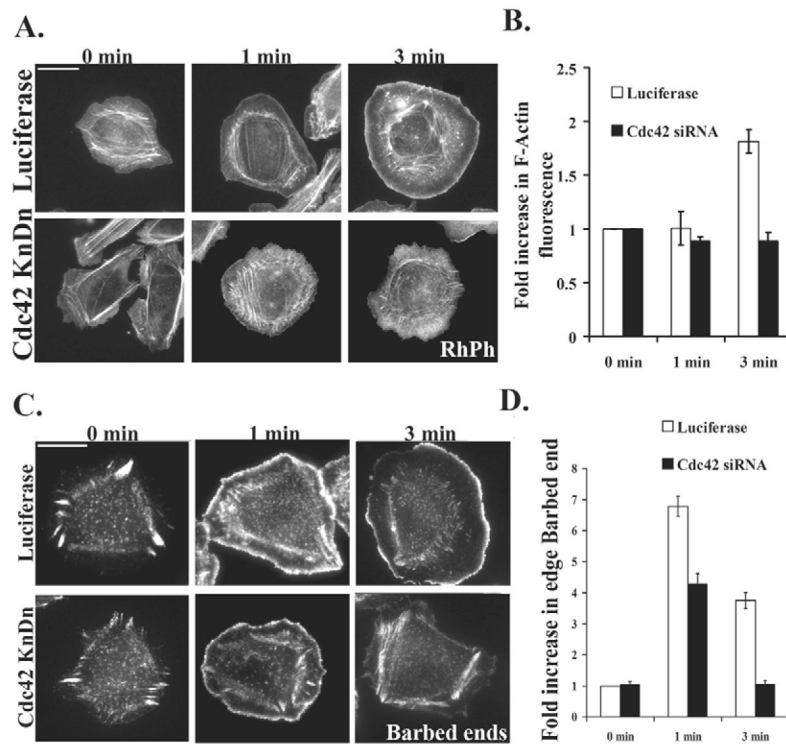 A.
0 min 1 min 3 min
Luciferase
Cdc42 KnDn
RhPh
B.
Fold increase in F-Actin
fluorescence
2.5
2
1.5
1
0.5
0
Luciferase
Cdc42 siRNA
0 min 1 min 3 min
C.
0 min 1 min 3 min
Luciferase
Cdc42 KnDn
Barbed ends
D.
Fold increase in edge Barbed end
Luciferase
Cdc42 siRNA
8
7
6
5
4
3
2
1
0
0 min 1 min 3 min